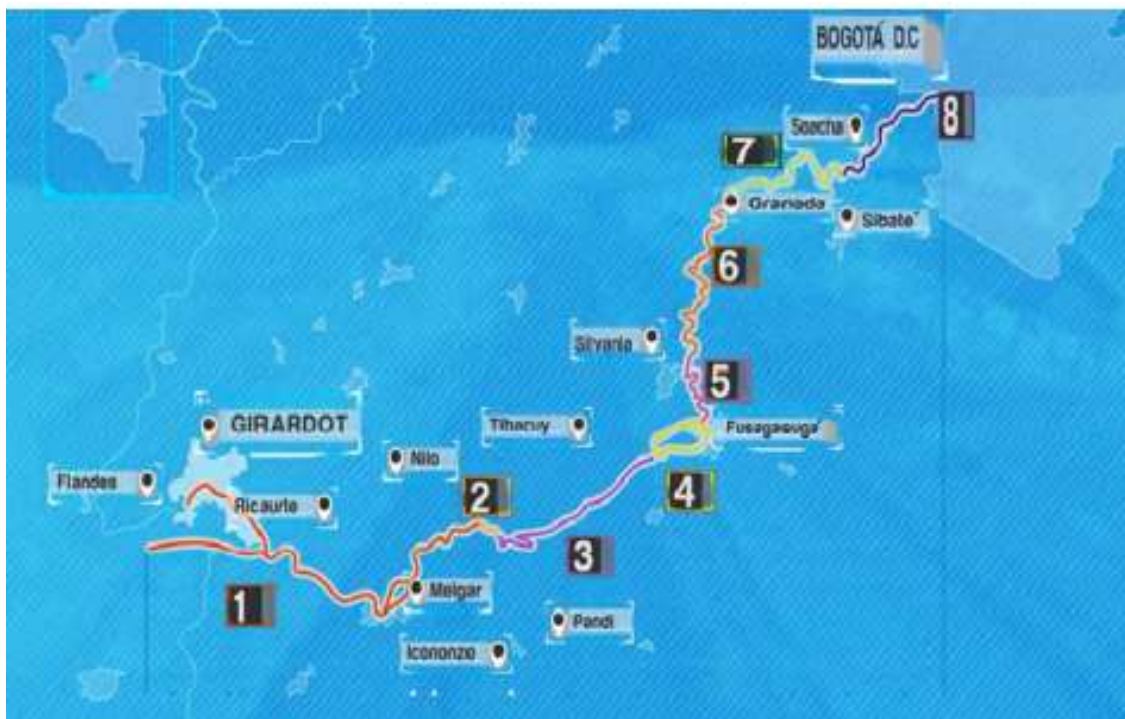 BOGOTÁ D.C
8
Soacha
7
Granada
Sibaté
6
Silvania
5
GIRARDOT
Tibacuy
Fusagasugá
Nilo
Flandes
2
4
Ricaurte
3
1
Melgar
Pandi
Icononzo